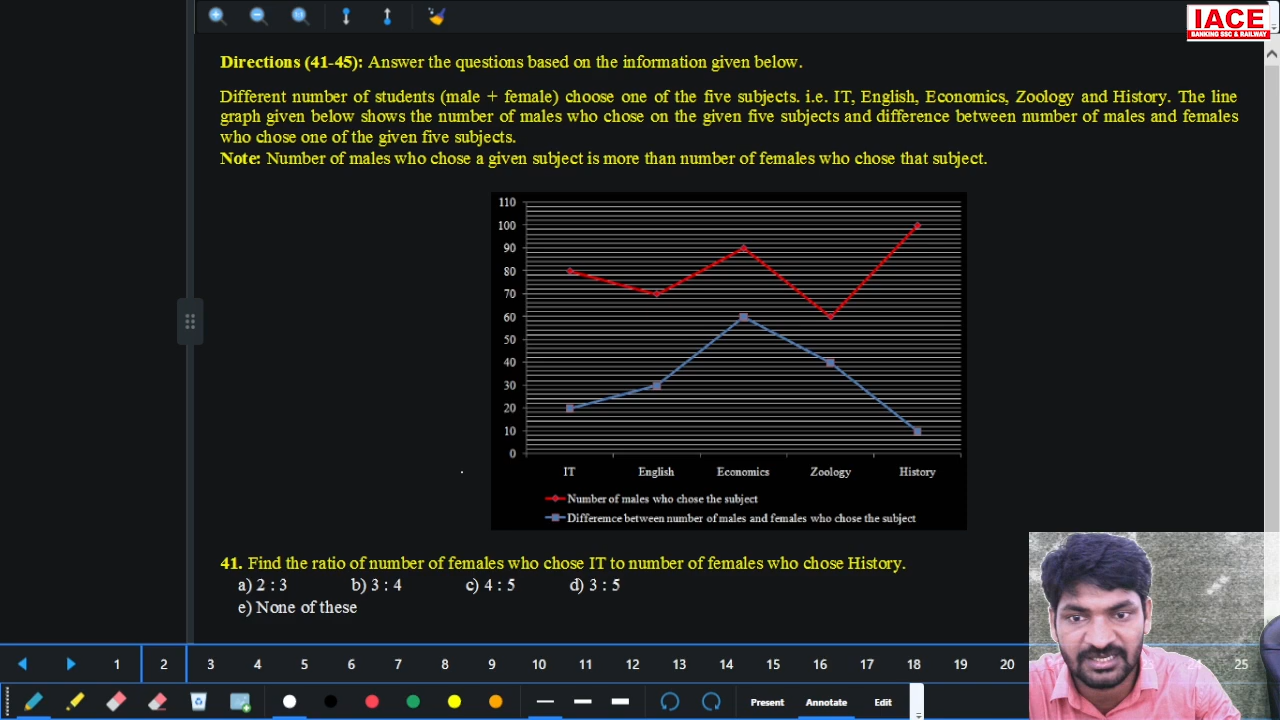 IACE
BANKING SSC & RAILWAY
Directions (41-45): Answer the questions based on the information given below.
Different number of students (male + female) choose one of the five subjects. i.e. IT, English, Economics, Zoology and History. The line
graph given below shows the number of males who chose on the given five subjects and difference between number of males and females
who chose one of the given five subjects.
Note: Number of males who chose a given subject is more than number of females who chose that subject.
110
100
90
80
70
60
50
40
30
20
10
0
IT English Economics Zoology History
Number of males who chose the subject
Difference between number of males and females who chose the subject
41. Find the ratio of number of females who chose IT to number of females who chose History.
a) 2 : 3 b) 3 : 4 c) 4 : 5 d) 3 : 5
e) None of these
1 2 3 4 5 6 7 8 9 10 11 12 13 14 15 16 17 18 19 20 23 24 25
Present Annotate Edit